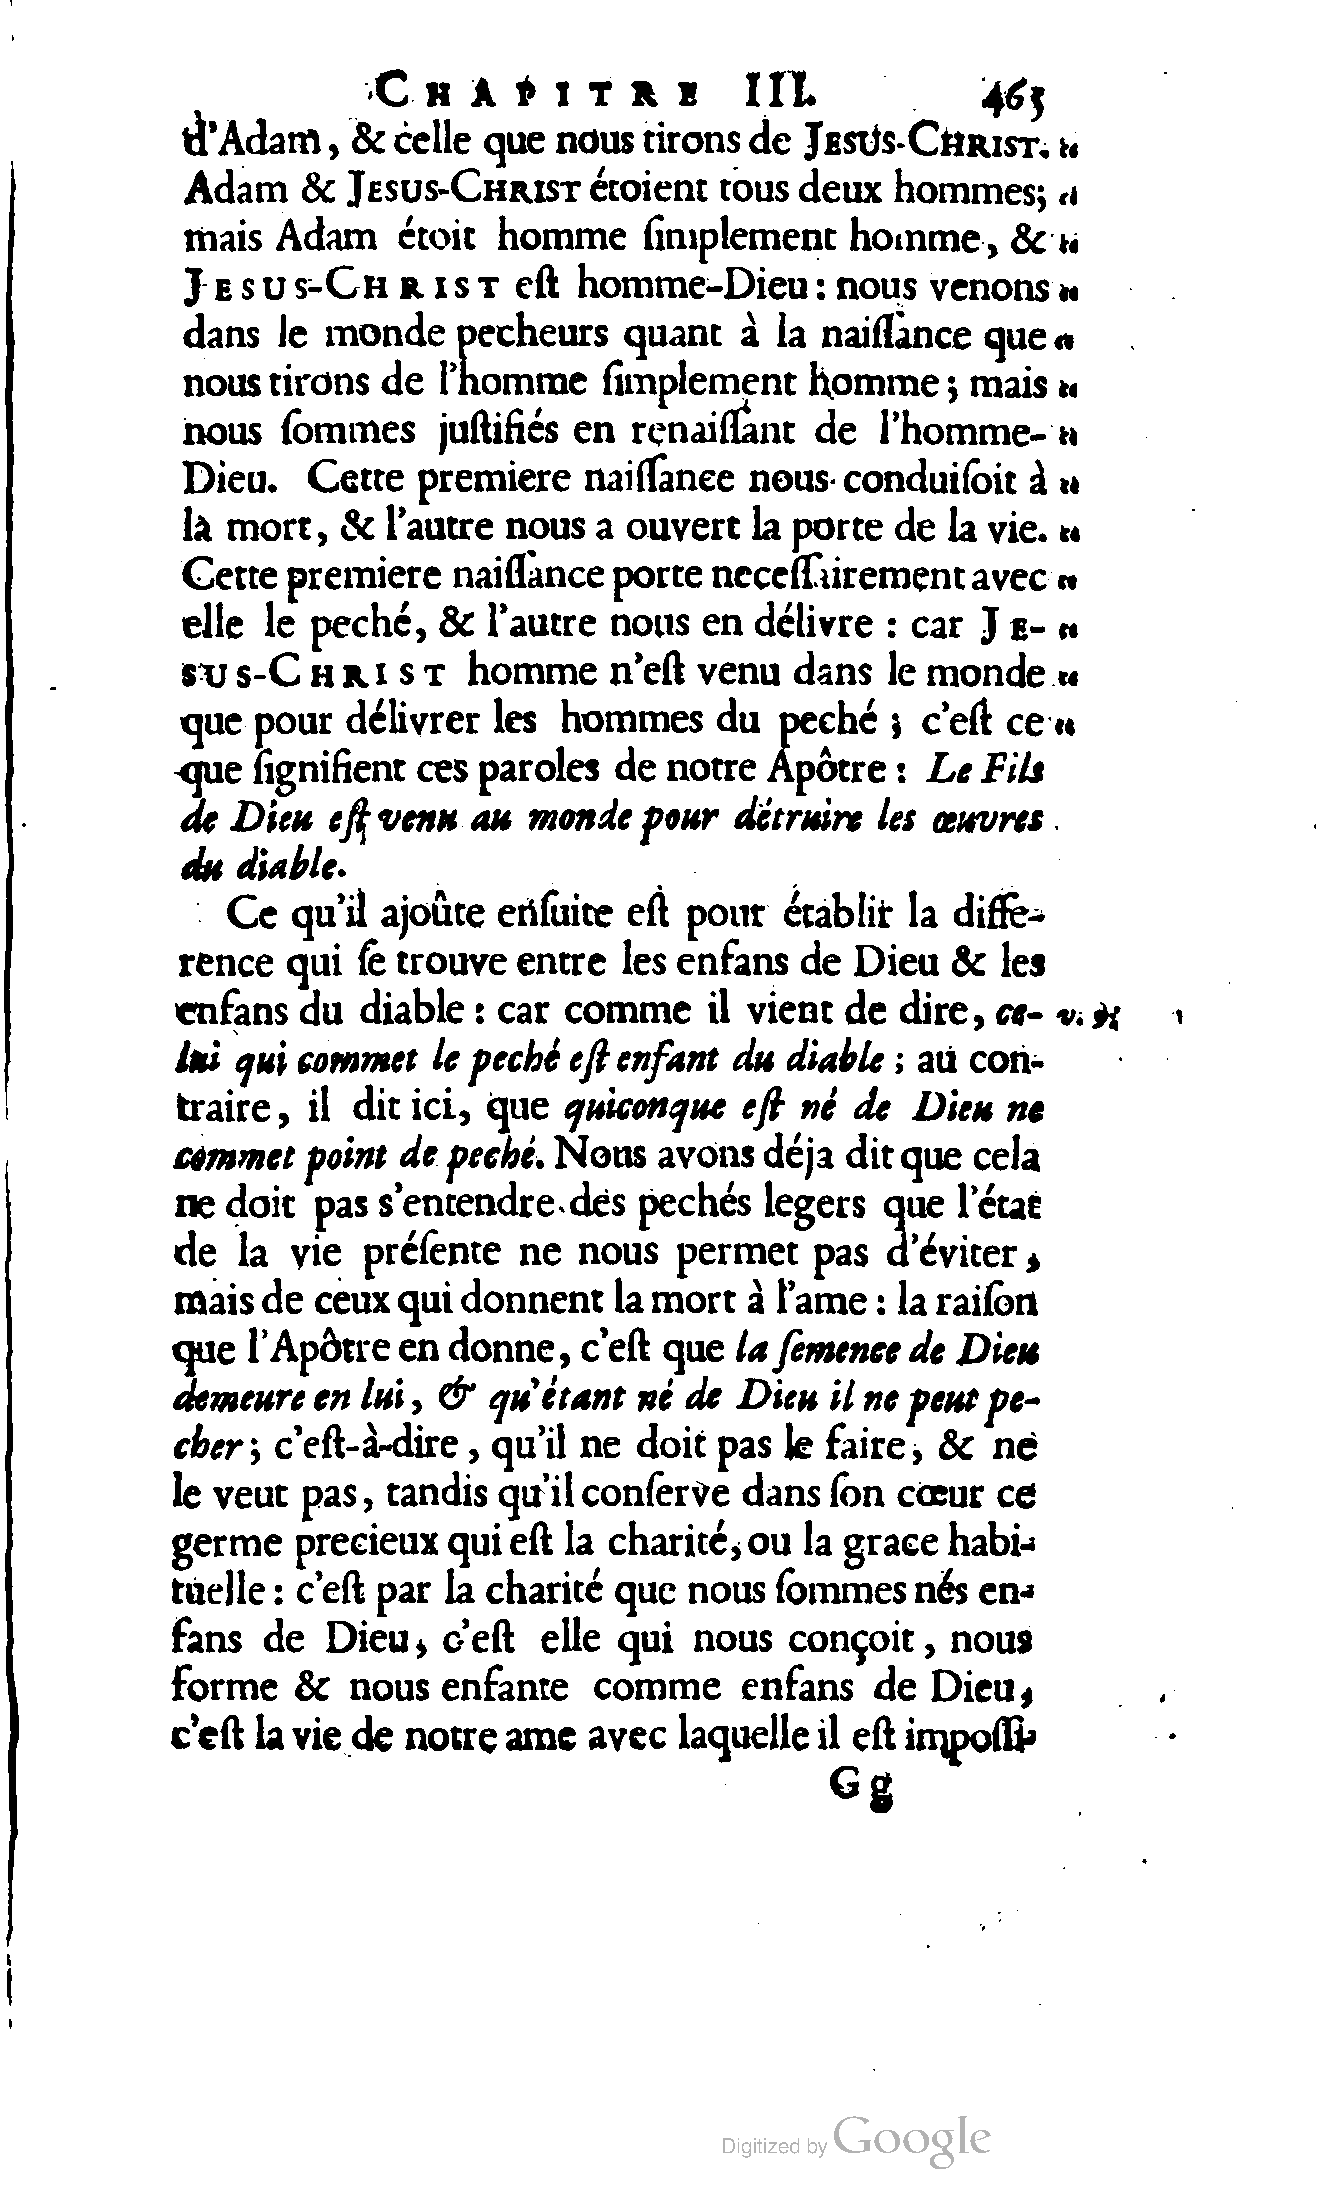 CHAPITRE III. 465
d'Adam, & celle que nous tirons de JESUS-CHRIST. "
Adam & JESUS-CHRIST étoient tous deux hommes; "
mais Adam étoit homme ſimplement homme, & "
JESUS-CHRIST eſt homme-Dieu: nous venons "
dans le monde pecheurs quant à la naiſſance que "
nous tirons de l'homme ſimplement homme; mais "
nous ſommes juſtifiés en renaiſſant de l'homme- "
Dieu. Cette premiere naiſſance nous conduiſoit à "
la mort, & l'autre nous a ouvert la porte de la vie. "
Cette premiere naiſſance porte neceſſairement avec "
elle le peché, & l'autre nous en délivre : car JE- "
SUS-CHRIST homme n'eſt venu dans le monde "
que pour délivrer les hommes du peché ; c'eſt ce "
que ſignifient ces paroles de notre Apôtre : Le Fils
de Dieu eſt venu au monde pour détruire les œuvres
du diable.
Ce qu'il ajoûte enſuite eſt pour établir la diffe-
rence qui ſe trouve entre les enfans de Dieu & les
enfans du diable : car comme il vient de dire, ce- v.
lui qui commet le peché eſt enfant du diable ; au con-
traire, il dit ici, que quiconque eſt né de Dieu ne
commet point de peché. Nous avons déja dit que cela
ne doit pas s'entendre des pechés legers que l'état
de la vie préſente ne nous permet pas d'éviter,
mais de ceux qui donnent la mort à l'ame : la raiſon
que l'Apôtre en donne, c'eſt que la ſemence de Dieu
demeure en lui, & qu'étant né de Dieu il ne peut pe-
cher ; c'eſt-à-dire, qu'il ne doit pas le faire, & ne
le veut pas, tandis qu'il conſerve dans ſon cœur ce
germe precieux qui eſt la charité, ou la grace habi-
tuelle : c'eſt par la charité que nous ſommes nés en-
fans de Dieu, c'eſt elle qui nous conçoit, nous
forme & nous enfante comme enfans de Dieu,
c'eſt la vie de notre ame avec laquelle il eſt impoſſi-
Gg
Digitized by Google